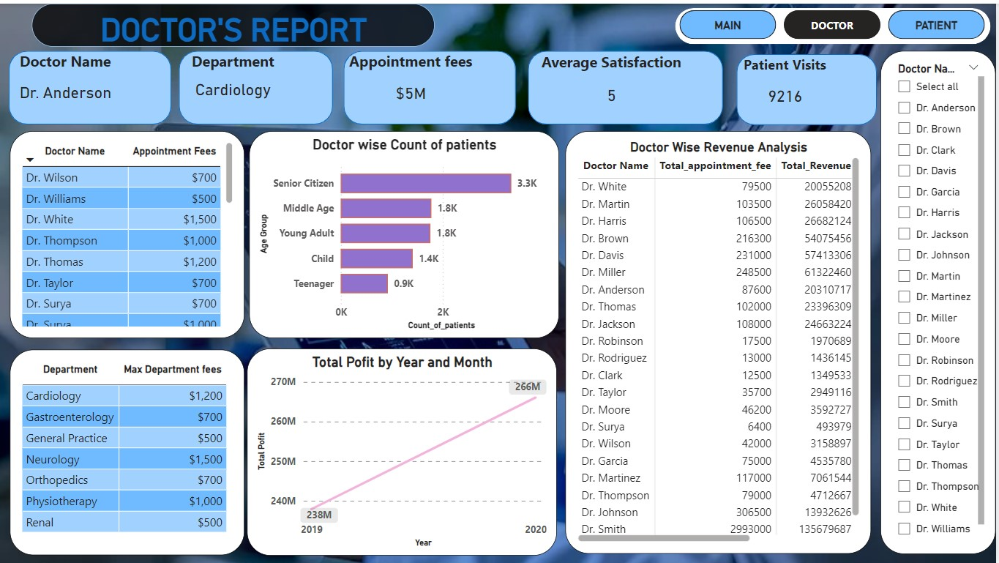 DOCTOR'S REPORT
MAIN
DOCTOR
PATIENT
Doctor Name
Dr. Anderson
Department
Cardiology
Appointment fees
$5M
Average Satisfaction
5
Patient Visits
9216
Doctor Name Appointment Fees
Dr. Wilson $700
Dr. Williams $500
Dr. White $1,500
Dr. Thompson $1,000
Dr. Thomas $1,200
Dr. Taylor $700
Dr. Surya $700
Dr. Surya $1,000
Doctor wise Count of patients
Age Group
Senior Citizen 3.3K
Middle Age 1.8K
Young Adult 1.8K
Child 1.4K
Teenager 0.9K
0K 2K
Count_of_patients
Doctor Wise Revenue Analysis
Doctor Name Total_appointment_fee Total_Revenue
Dr. White 79500 20055208
Dr. Martin 103500 26058420
Dr. Harris 106500 26682124
Dr. Brown 216300 54075456
Dr. Davis 231000 57413306
Dr. Miller 248500 61322460
Dr. Anderson 87600 20310717
Dr. Thomas 102000 23396309
Dr. Jackson 108000 24663224
Dr. Robinson 17500 1970689
Dr. Rodriguez 13000 1436145
Dr. Clark 12500 1349533
Dr. Taylor 35700 2949116
Dr. Moore 46200 3592727
Dr. Surya 6400 493979
Dr. Wilson 42000 3158897
Dr. Garcia 75000 4535780
Dr. Martinez 117000 7061544
Dr. Thompson 79000 4712667
Dr. Johnson 306500 13932626
Dr. Smith 2993000 135679687
Department Max Department fees
Cardiology $1,200
Gastroenterology $700
General Practice $500
Neurology $1,500
Orthopedics $700
Physiotherapy $1,000
Renal $500
Total Pofit by Year and Month
Total Pofit
270M
266M
260M
250M
240M
238M
2019 2020
Year
Doctor Na...
Select all
Dr. Anderson
Dr. Brown
Dr. Clark
Dr. Davis
Dr. Garcia
Dr. Harris
Dr. Jackson
Dr. Johnson
Dr. Martin
Dr. Martinez
Dr. Miller
Dr. Moore
Dr. Robinson
Dr. Rodriguez
Dr. Smith
Dr. Surya
Dr. Taylor
Dr. Thomas
Dr. Thompson
Dr. White
Dr. Williams